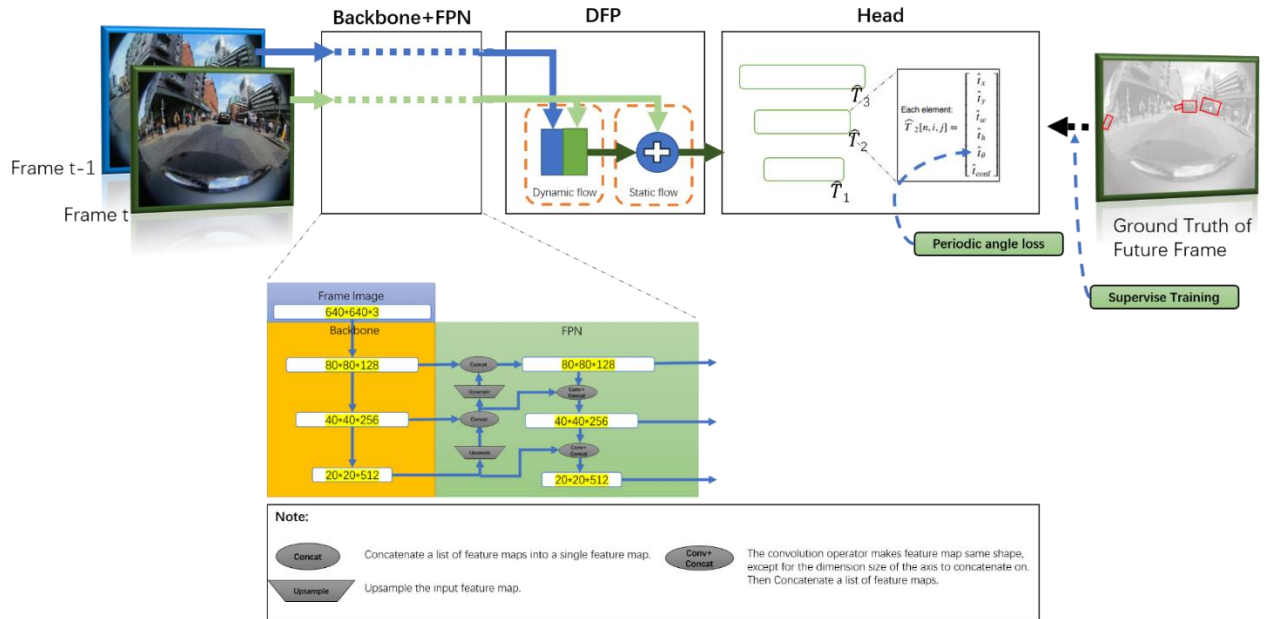 Backbone+FPN
DFP
Head
Frame t-1
Frame t
Dynamic flow
Static flow
T̂₃
T̂₂
T̂₁
Each element:
T̂₂[n, i, j] =
t̂ₓ
t̂ᵧ
t̂_w
t̂ₕ
t̂_θ
t̂_conf
Ground Truth of
Future Frame
Periodic angle loss
Supervise Training
Frame Image
640*640*3
Backbone
FPN
80*80*128
Concat
80*80*128
Upsample
Conv+
Concat
40*40*256
Concat
40*40*256
Upsample
Conv+
Concat
20*20*512
20*20*512
Note:
Concat
Concatenate a list of feature maps into a single feature map.
Upsample
Upsample the input feature map.
Conv+
Concat
The convolution operator makes feature map same shape,
except for the dimension size of the axis to concatenate on.
Then Concatenate a list of feature maps.